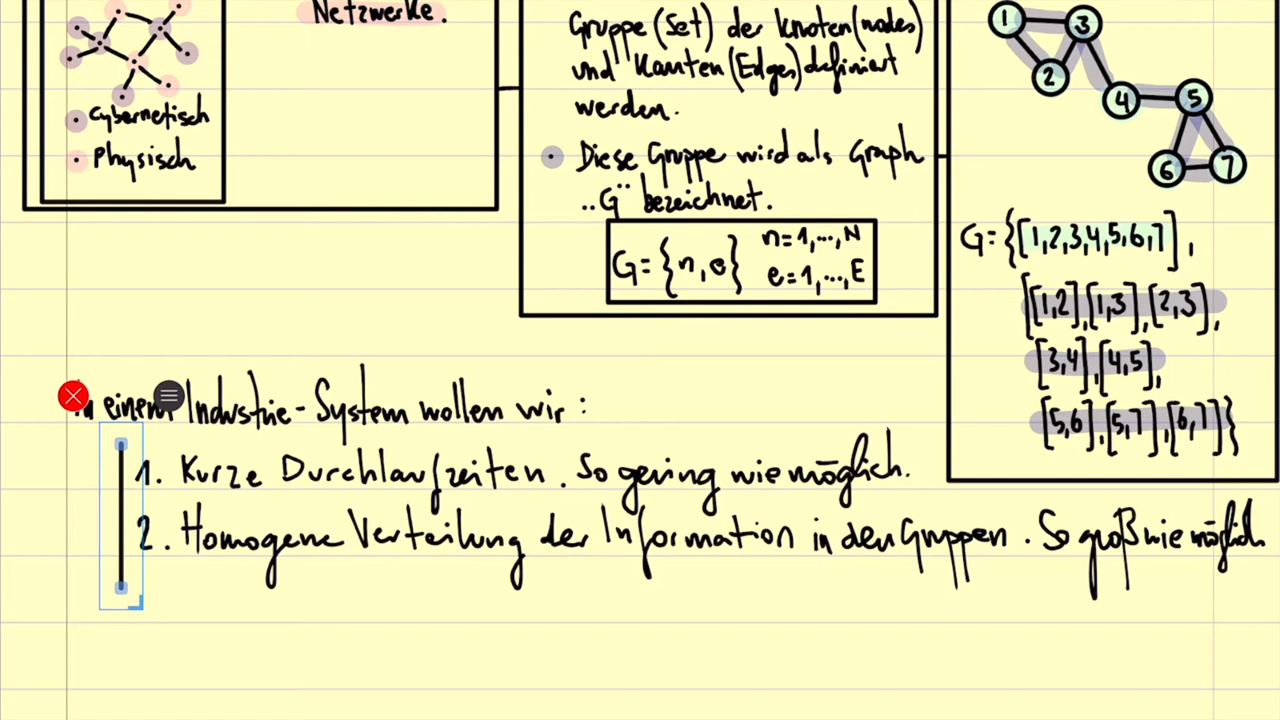 Netzwerke.
Cybernetisch
Physisch
Gruppe (Set) der Knoten (nodes)
und Kanten (Edges) definiert
werden.
Diese Gruppe wird als Graph
"G" bezeichnet.
G = {n, e} n = 1, ..., N
e = 1, ..., E
1
3
2
4
5
6
7
G = {[1,2,3,4,5,6,7],
[[1,2],[1,3],[2,3],
[3,4],[4,5],
[5,6],[5,7],[6,7]}
In einem Industrie-System wollen wir:
1. Kurze Durchlaufzeiten. So gering wie möglich.
2. Homogene Verteilung der Information in den Gruppen. So groß wie möglich